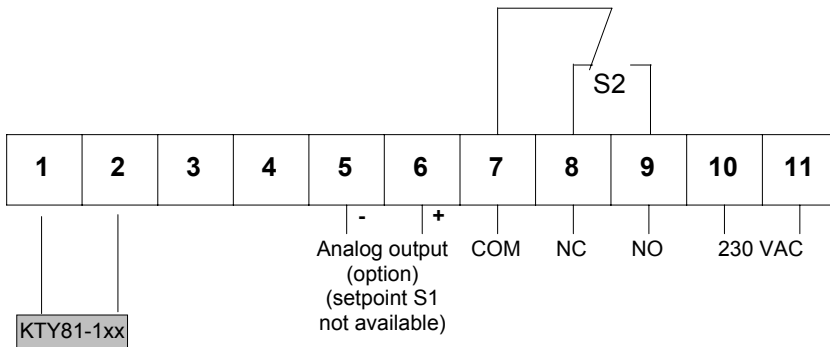 S2
1 2 3 4 5 6 7 8 9 10 11
- +
Analog output COM NC NO 230 VAC
(option)
(setpoint S1
not available)
KTY81-1xx